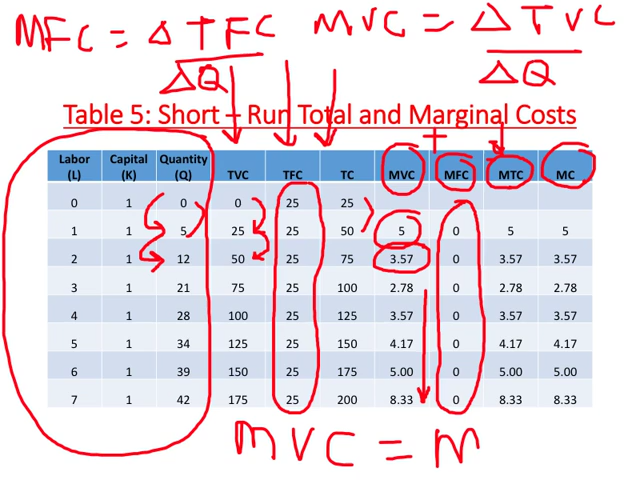 MFC = Δ TFC / ΔQ MVC = Δ TVC / ΔQ
Table 5: Short – Run Total and Marginal Costs
Labor (L) Capital (K) Quantity (Q) TVC TFC TC MVC MFC MTC MC
0 1 0 0 25 25
1 1 5 25 25 50 5 0 5 5
2 1 12 50 25 75 3.57 0 3.57 3.57
3 1 21 75 25 100 2.78 0 2.78 2.78
4 1 28 100 25 125 3.57 0 3.57 3.57
5 1 34 125 25 150 4.17 0 4.17 4.17
6 1 39 150 25 175 5.00 0 5.00 5.00
7 1 42 175 25 200 8.33 0 8.33 8.33
MVC = M